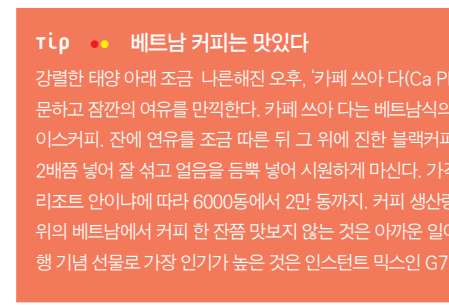 Tip 베트남 커피는 맛있다
강렬한 태양 아래 조금 나른해진 오후, ‘카페 쓰아 다(Ca
문하고 잠깐의 여유를 만끽한다. 카페 쓰아 다는 베트남식의
이스커피. 잔에 연유를 조금 따른 뒤 그 위에 진한 블랙커피
2배쯤 넣어 잘 섞고 얼음을 듬뿍 넣어 시원하게 마신다.
리조트 안이냐에 따라 6000동에서 2만 동까지. 커피 생산량
위의 베트남에서 커피 한 잔쯤 맛보지 않는 것은 아까운
행 기념 선물로 가장 인기가 높은 것은 인스턴트 믹스인 G7